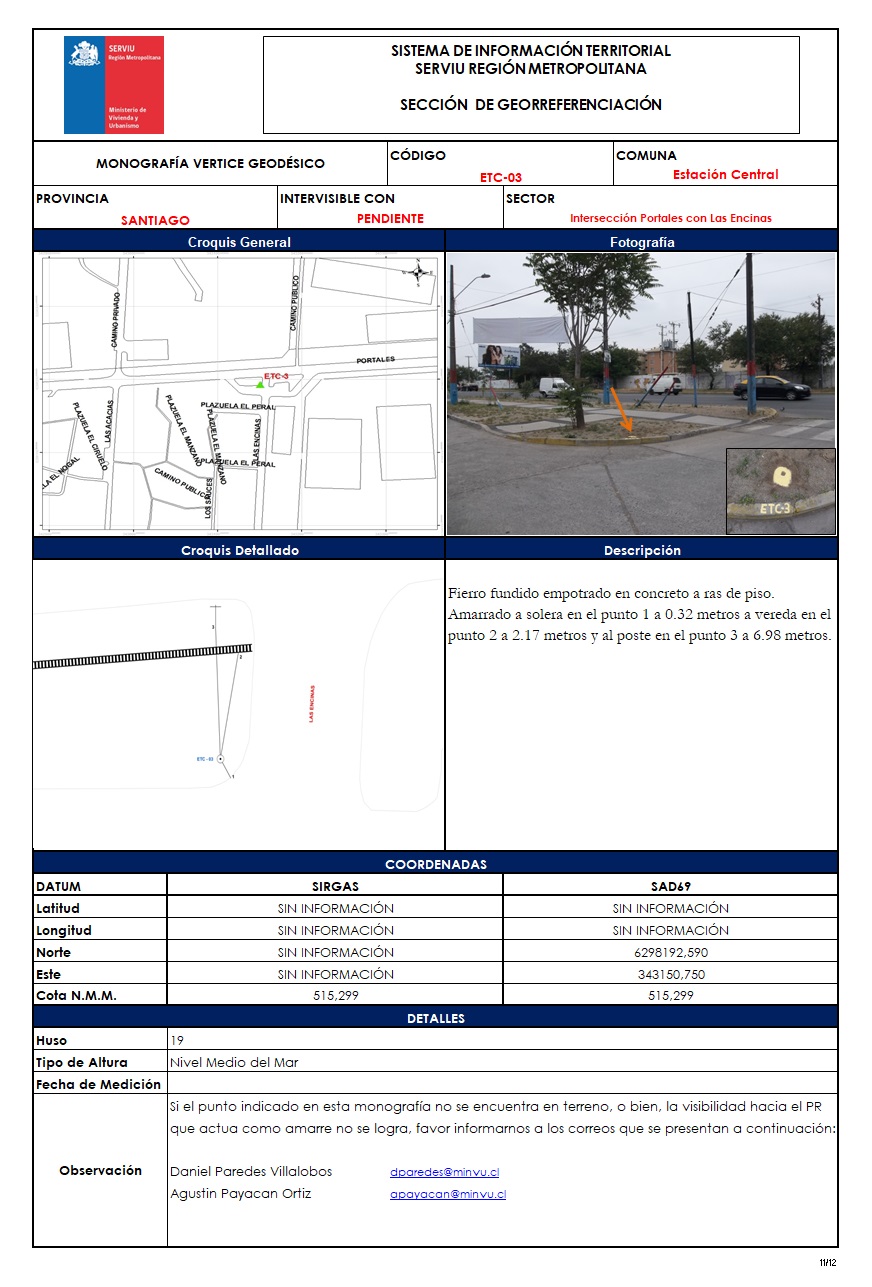 SERVIU
Región Metropolitana
Ministerio de
Vivienda y
Urbanismo
SISTEMA DE INFORMACIÓN TERRITORIAL
SERVIU REGIÓN METROPOLITANA
SECCIÓN DE GEORREFERENCIACIÓN
MONOGRAFÍA VERTICE GEODÉSICO
CÓDIGO
ETC-03
COMUNA
Estación Central
PROVINCIA
SANTIAGO
INTERVISIBLE CON
PENDIENTE
SECTOR
Intersección Portales con Las Encinas
Croquis General
Fotografía
N
E
S
CAMINO PRIVADO
CAMINO PUBLICO
PORTALES
ETC-3
PLAZUELA EL PERAL
LAS ACACIAS
PLAZUELA EL CIRUELO
PLAZUELA EL MANZANO
PLAZUELA EL MANZANO
LAS ENCINAS
PLAZUELA EL PERAL
LA EL NOGAL
CAMINO PUBLICO
LOS SAUCES
ETC-3
Croquis Detallado
Descripción
3
2
LAS ENCINAS
ETC - 03
1
Fierro fundido empotrado en concreto a ras de piso.
Amarrado a solera en el punto 1 a 0.32 metros a vereda en el
punto 2 a 2.17 metros y al poste en el punto 3 a 6.98 metros.
COORDENADAS
DATUM SIRGAS SAD69
Latitud SIN INFORMACIÓN SIN INFORMACIÓN
Longitud SIN INFORMACIÓN SIN INFORMACIÓN
Norte SIN INFORMACIÓN 6298192,590
Este SIN INFORMACIÓN 343150,750
Cota N.M.M. 515,299 515,299
DETALLES
Huso 19
Tipo de Altura Nivel Medio del Mar
Fecha de Medición
Observación
Si el punto indicado en esta monografía no se encuentra en terreno, o bien, la visibilidad hacia el PR
que actua como amarre no se logra, favor informarnos a los correos que se presentan a continuación:
Daniel Paredes Villalobos dparedes@minvu.cl
Agustin Payacan Ortiz apayacan@minvu.cl
11/12